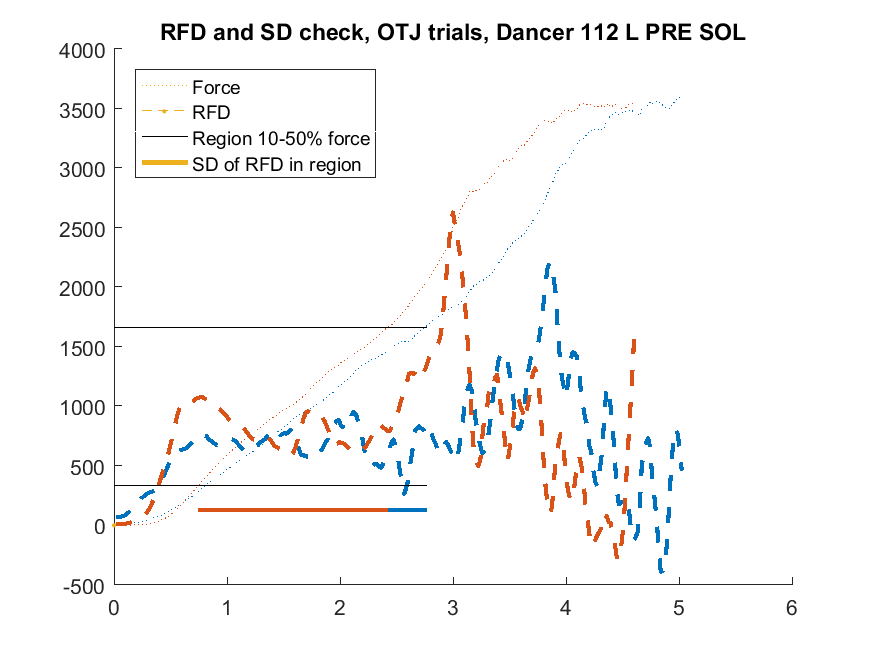 RFD and SD check, OTJ trials, Dancer 112 L PRE SOL
4000
3500
3000
2500
2000
1500
1000
500
0
-500
Force
RFD
Region 10-50% force
SD of RFD in region
0 1 2 3 4 5 6